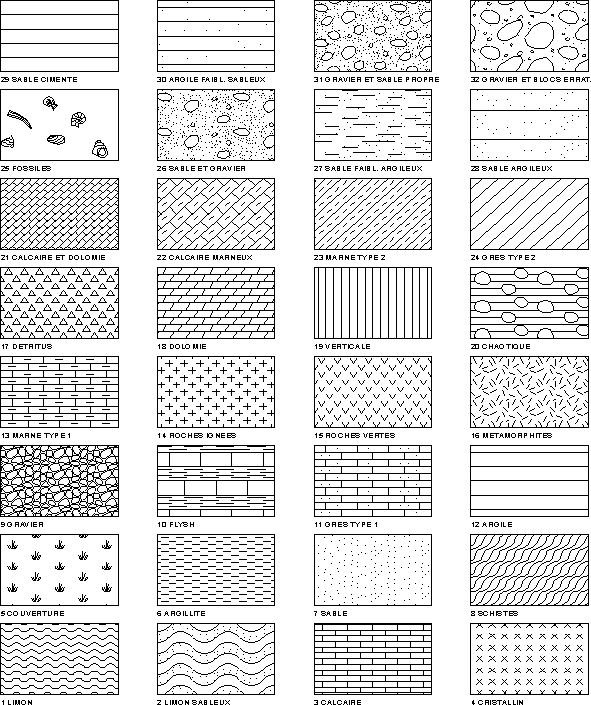 29 SABLE CIMENTE
30 ARGILE FAIBL. SABLEUX
31 GRAVIER ET SABLE PROPRE
32 GRAVIER ET BLOCS ERRAT.
25 FOSSILES
26 SABLE ET GRAVIER
27 SABLE FAIBL. ARGILEUX
28 SABLE ARGILEUX
21 CALCAIRE ET DOLOMIE
22 CALCAIRE MARNEUX
23 MARNE TYPE 2
24 GRES TYPE 2
17 DETRITUS
18 DOLOMIE
19 VERTICALE
20 CHAOTIQUE
13 MARNE TYPE 1
14 ROCHES IGNEES
15 ROCHES VERTES
16 METAMORPHITES
9 GRAVIER
10 FLYSH
11 GRES TYPE 1
12 ARGILE
5 COUVERTURE
6 ARGILLITE
7 SABLE
8 SCHISTES
1 LIMON
2 LIMON SABLEUX
3 CALCAIRE
4 CRISTALLIN